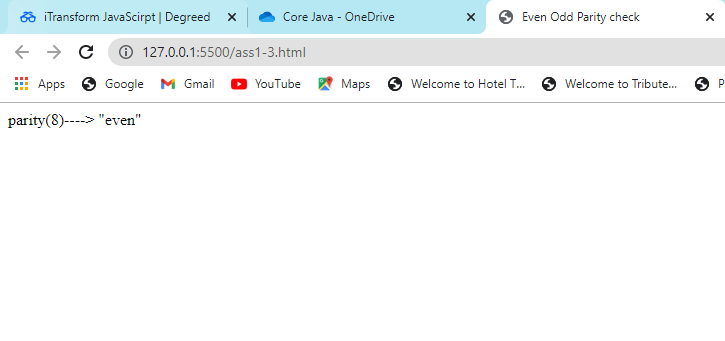 iTransform JavaScirpt | Degreed
Core Java - OneDrive
Even Odd Parity check
127.0.0.1:5500/ass1-3.html
Apps
Google
Gmail
YouTube
Maps
Welcome to Hotel T...
Welcome to Tribute...
P
parity(8)----> "even"